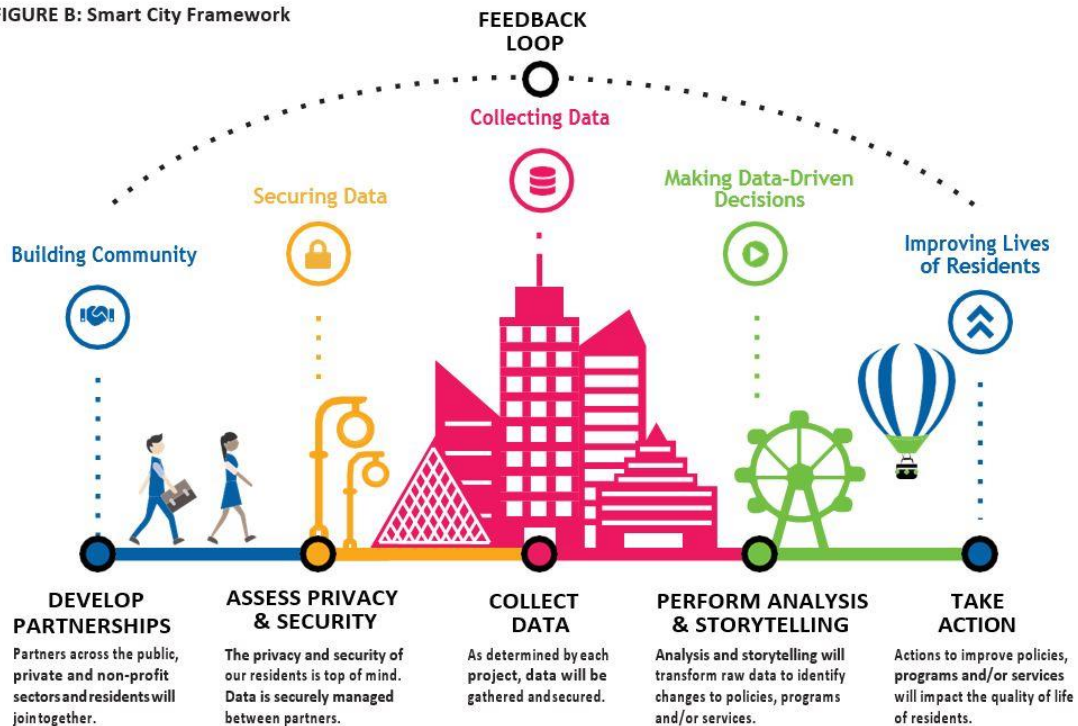 FIGURE B: Smart City Framework
FEEDBACK
LOOP
Collecting Data
Securing Data
Making Data-Driven
Decisions
Building Community
Improving Lives
of Residents
DEVELOP
PARTNERSHIPS
Partners across the public,
private and non-profit
sectors and residents will
join together.
ASSESS PRIVACY
& SECURITY
The privacy and security of
our residents is top of mind.
Data is securely managed
between partners.
COLLECT
DATA
As determined by each
project, data will be
gathered and secured.
PERFORM ANALYSIS
& STORYTELLING
Analysis and storytelling will
transform raw data to identify
changes to policies, programs
and/or services.
TAKE
ACTION
Actions to improve policies,
programs and/or services
will impact the quality of life
of residents.